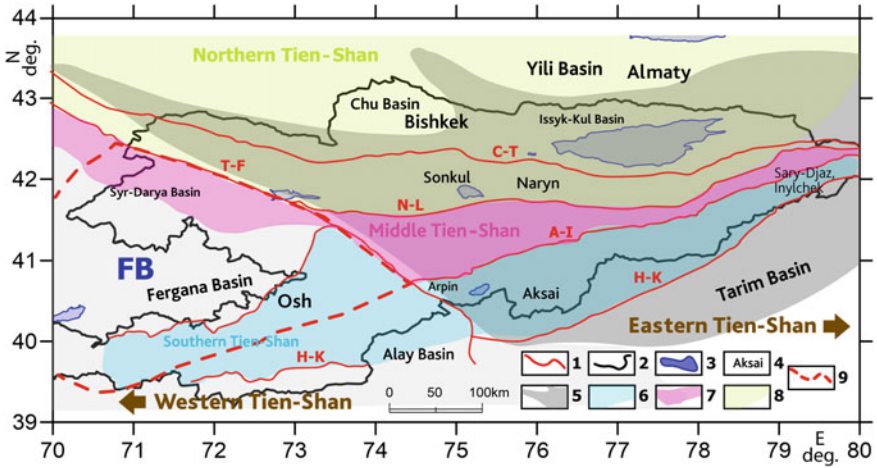 44
N
deg.
43
42
41
40
39
Northern Tien-Shan
Yili Basin
Almaty
Chu Basin
Bishkek
Issyk-Kul Basin
C-T
T-F
Sonkul
Naryn
Sary-Djaz,
Inylchek
Syr-Darya Basin
N-L
Middle Tien-Shan
A-I
FB
Fergana Basin
Osh
Arpin
Aksai
H-K
Tarim Basin
Southern Tien-Shan
Alay Basin
Eastern Tien-Shan
H-K
Western Tien-Shan
0 50 100km
1 2 3 Aksai 4 9
5 6 7 8
70 71 72 73 74 75 76 77 78 79 E 80
deg.